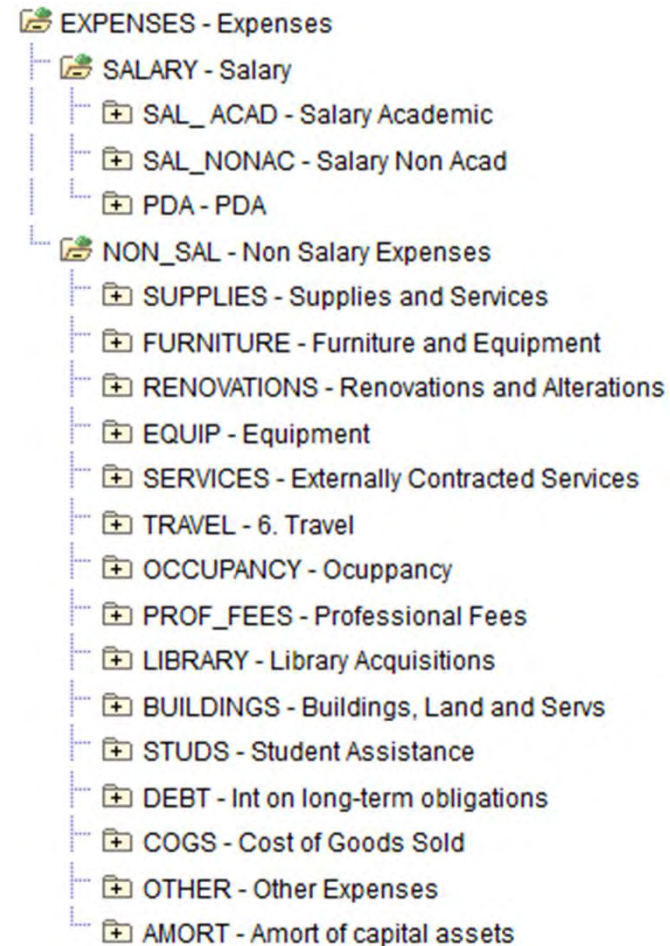 EXPENSES - Expenses
SALARY - Salary
SAL_ ACAD - Salary Academic
SAL_NONAC - Salary Non Acad
PDA - PDA
NON_SAL - Non Salary Expenses
SUPPLIES - Supplies and Services
FURNITURE - Furniture and Equipment
RENOVATIONS - Renovations and Alterations
EQUIP - Equipment
SERVICES - Externally Contracted Services
TRAVEL - 6. Travel
OCCUPANCY - Ocuppancy
PROF_FEES - Professional Fees
LIBRARY - Library Acquisitions
BUILDINGS - Buildings, Land and Servs
STUDS - Student Assistance
DEBT - Int on long-term obligations
COGS - Cost of Goods Sold
OTHER - Other Expenses
AMORT - Amort of capital assets